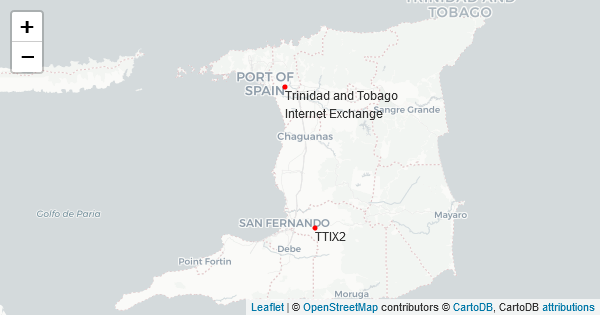 +
−
TRINIDAD AND
TOBAGO
PORT OF
SPAIN
Trinidad and Tobago
Internet Exchange
Sangre Grande
Chaguanas
Golfo de Paria
Mayaro
SAN FERNANDO
TTIX2
Debe
Point Fortin
Moruga
Leaflet | © OpenStreetMap contributors © CartoDB, CartoDB attributions